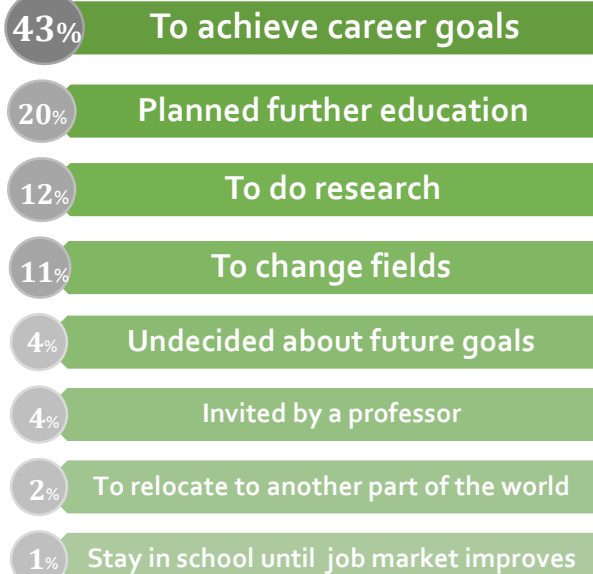 43% To achieve career goals
20% Planned further education
12% To do research
11% To change fields
4% Undecided about future goals
4% Invited by a professor
2% To relocate to another part of the world
1% Stay in school until job market improves